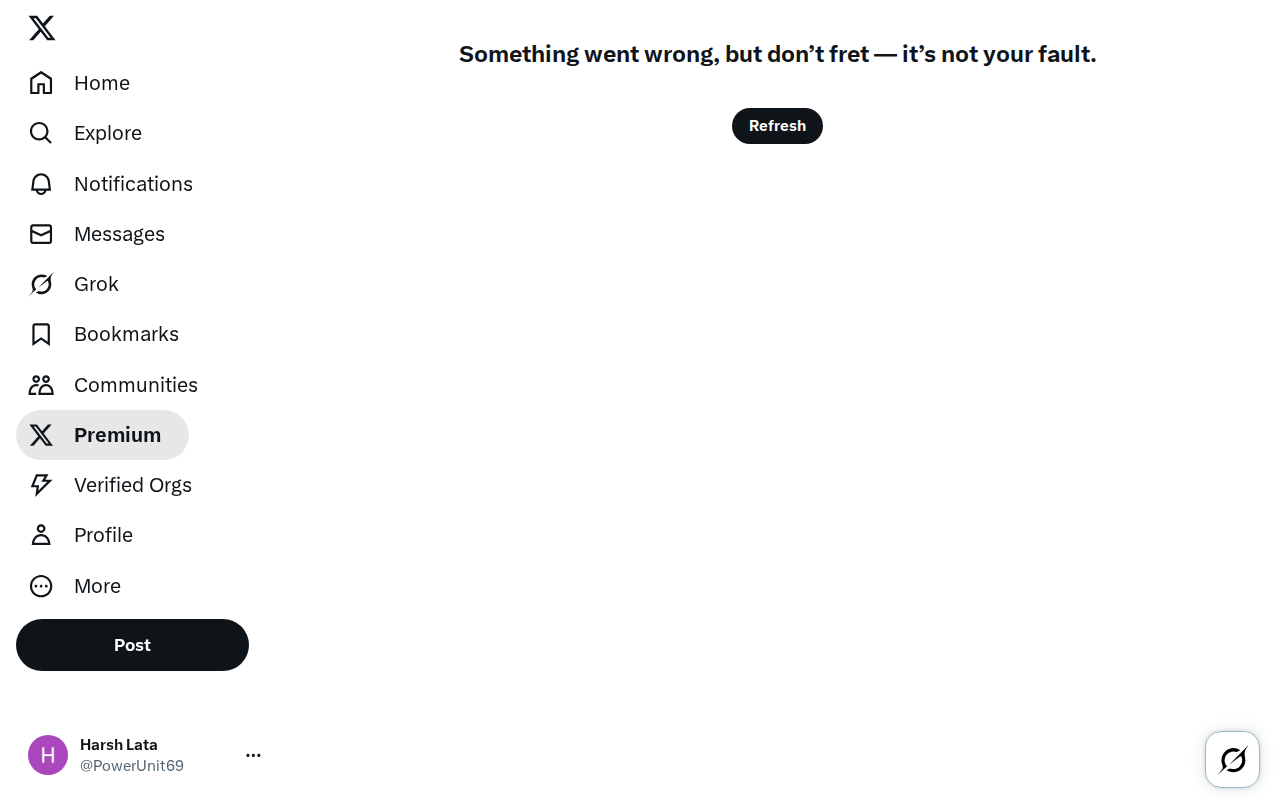 Home
Explore
Notifications
Messages
Grok
Bookmarks
Communities
Premium
Verified Orgs
Profile
More
Post
Harsh Lata
@PowerUnit69
Something went wrong, but don’t fret — it’s not your fault.
Refresh
H